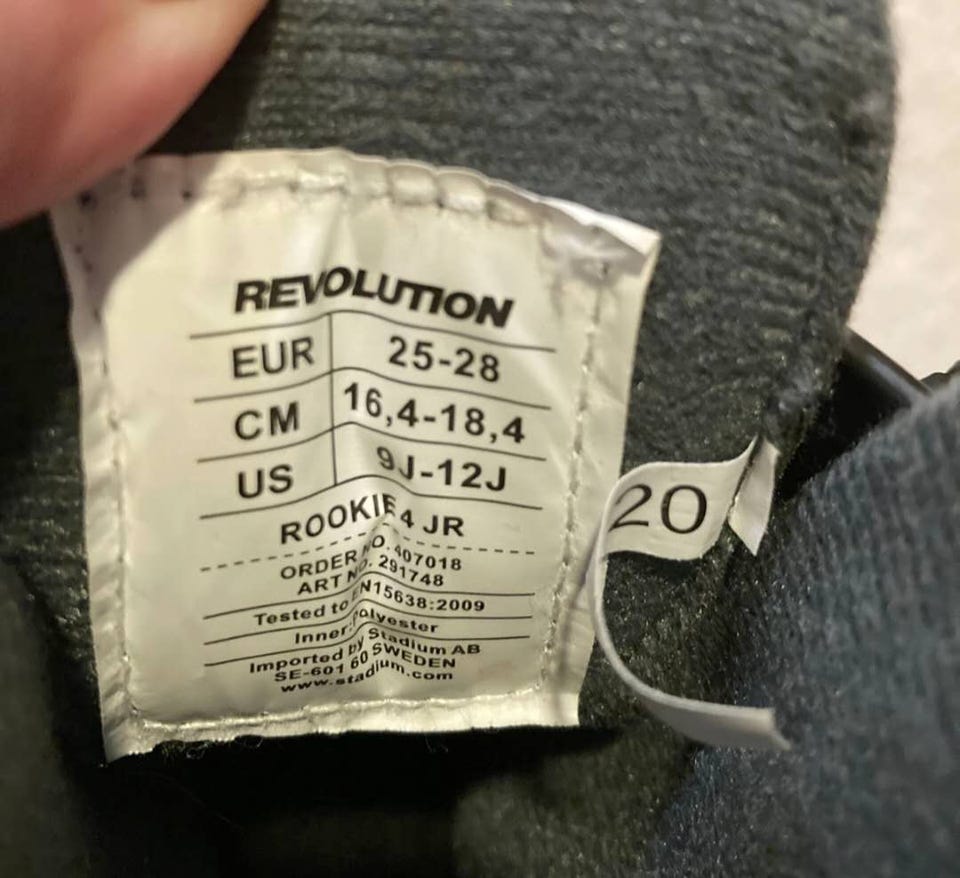 REVOLUTION
EUR 25-28
CM 16,4-18,4
US 9J-12J
ROOKIE 4 JR
ORDER NO. 407018
ART NO. 291748
Tested to EN15638:2009
Inner:Polyester
Imported by Stadium AB
SE-601 60 SWEDEN
www.stadium.com
20